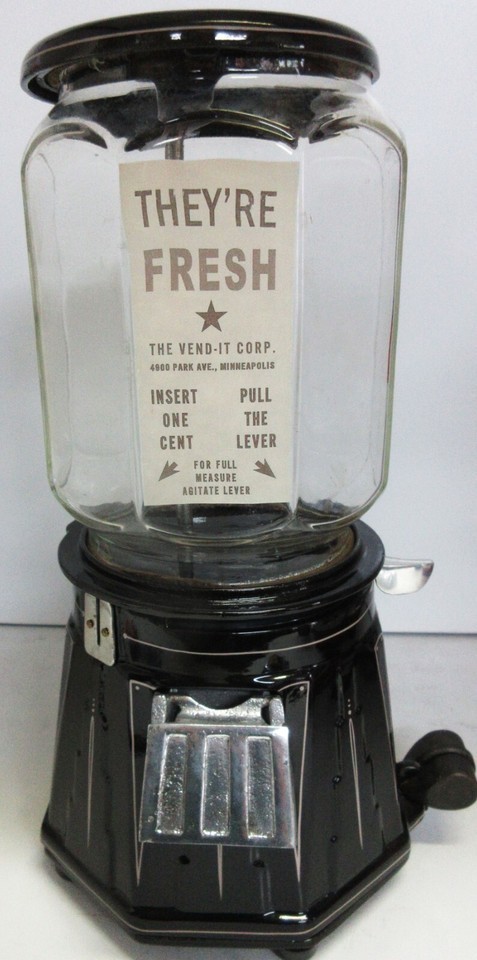 THEY'RE
FRESH
THE VEND-IT CORP.
4900 PARK AVE., MINNEAPOLIS
INSERT PULL
ONE THE
CENT LEVER
FOR FULL
MEASURE
AGITATE LEVER